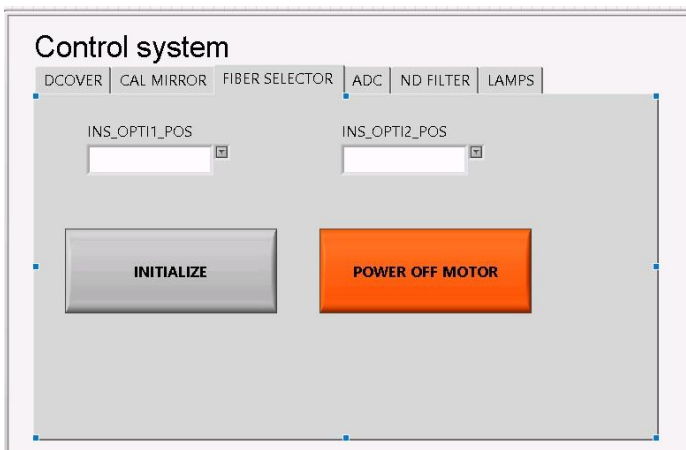 Control system
DCOVER CAL MIRROR FIBER SELECTOR ADC ND FILTER LAMPS
INS_OPTI1_POS INS_OPTI2_POS
INITIALIZE POWER OFF MOTOR